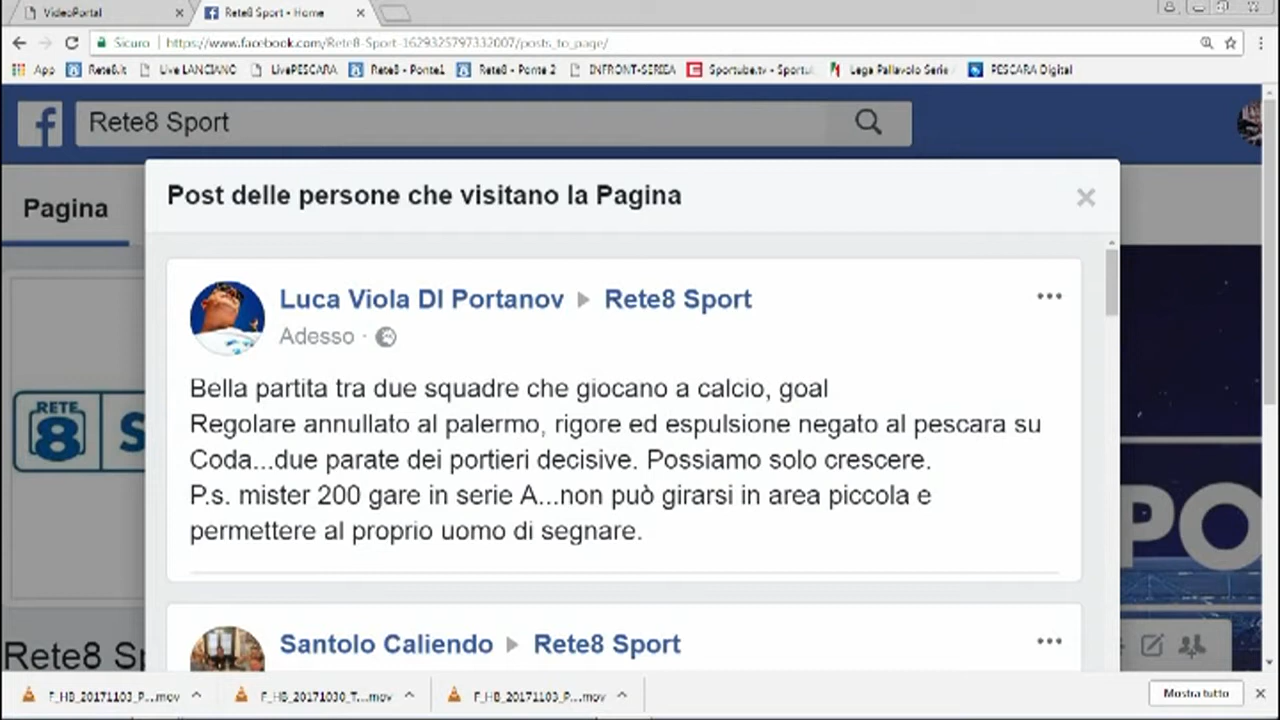 VideoPortal
Rete8 Sport - Home
Sicuro
https://www.facebook.com/Rete8-Sport-1629325797332007/posts_to_page/
App
Rete8.it
Live LANCIANO
LivePESCARA
Rete8 - Ponte1
Rete8 - Ponte 2
INFRONT-SERIEA
Sportube.tv - Sportu
Lega Pallavolo Serie
PESCARA Digital
Rete8 Sport
Pagina
Post delle persone che visitano la Pagina
Luca Viola DI Portanov Rete8 Sport
Adesso ·
Bella partita tra due squadre che giocano a calcio, goal
Regolare annullato al palermo, rigore ed espulsione negato al pescara su
Coda...due parate dei portieri decisive. Possiamo solo crescere.
P.s. mister 200 gare in serie A...non può girarsi in area piccola e
permettere al proprio uomo di segnare.
RETE
8 S
PO
Santolo Caliendo Rete8 Sport
Rete8 Sp
F_HB_20171103_P...mov
F_HB_20171030_T...mov
F_HB_20171103_P...mov
Mostra tutto